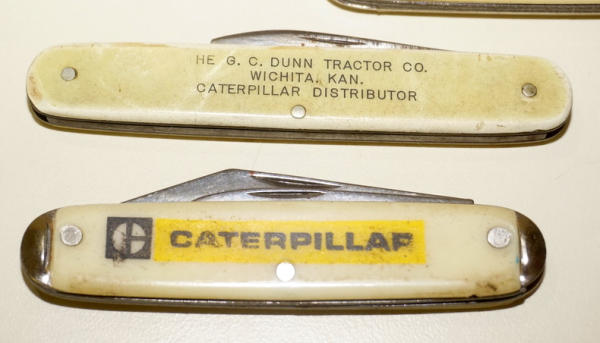 HE G. C. DUNN TRACTOR CO.
WICHITA, KAN.
CATERPILLAR DISTRIBUTOR
CATERPILLAR